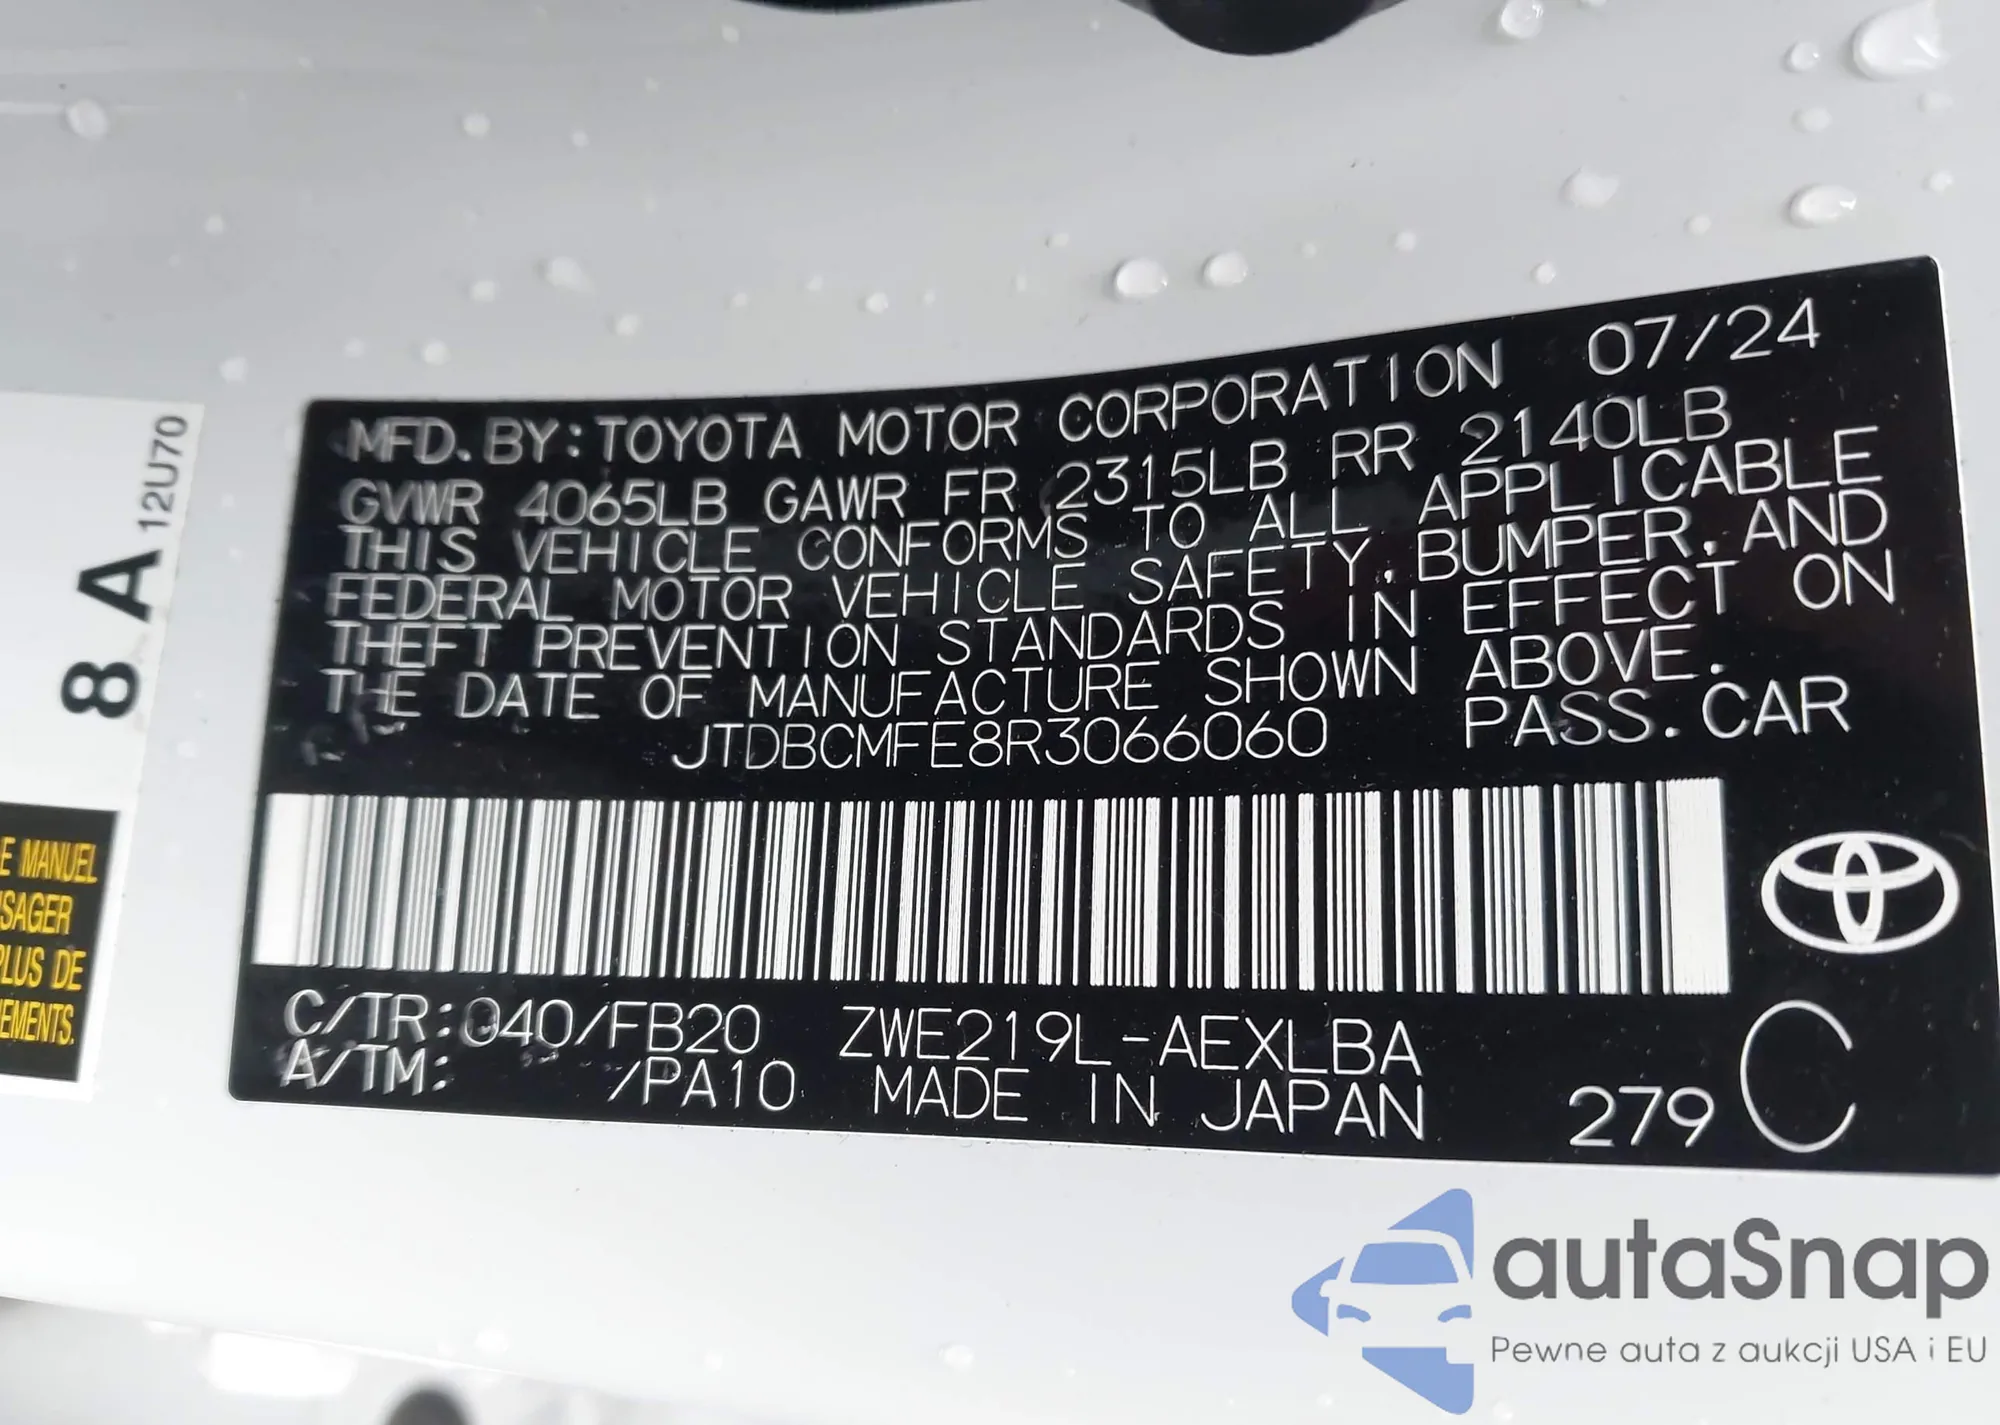 MFD. BY: TOYOTA MOTOR CORPORATION 07/24
GVWR 4065LB GAWR FR 2315LB RR 2140LB
THIS VEHICLE CONFORMS TO ALL APPLICABLE
FEDERAL MOTOR VEHICLE SAFETY, BUMPER, AND
THEFT PREVENTION STANDARDS IN EFFECT ON
THE DATE OF MANUFACTURE SHOWN ABOVE.
JTDBCMFE8R3066060 PASS. CAR
C/TR: 040/FB20 ZWE219L-AEXLBA
A/TM: /PA10 MADE IN JAPAN 279 C
8 A 12U70
E MANUEL
PLUS DE
autaSnap
Pewne auta z aukcji USA i EU